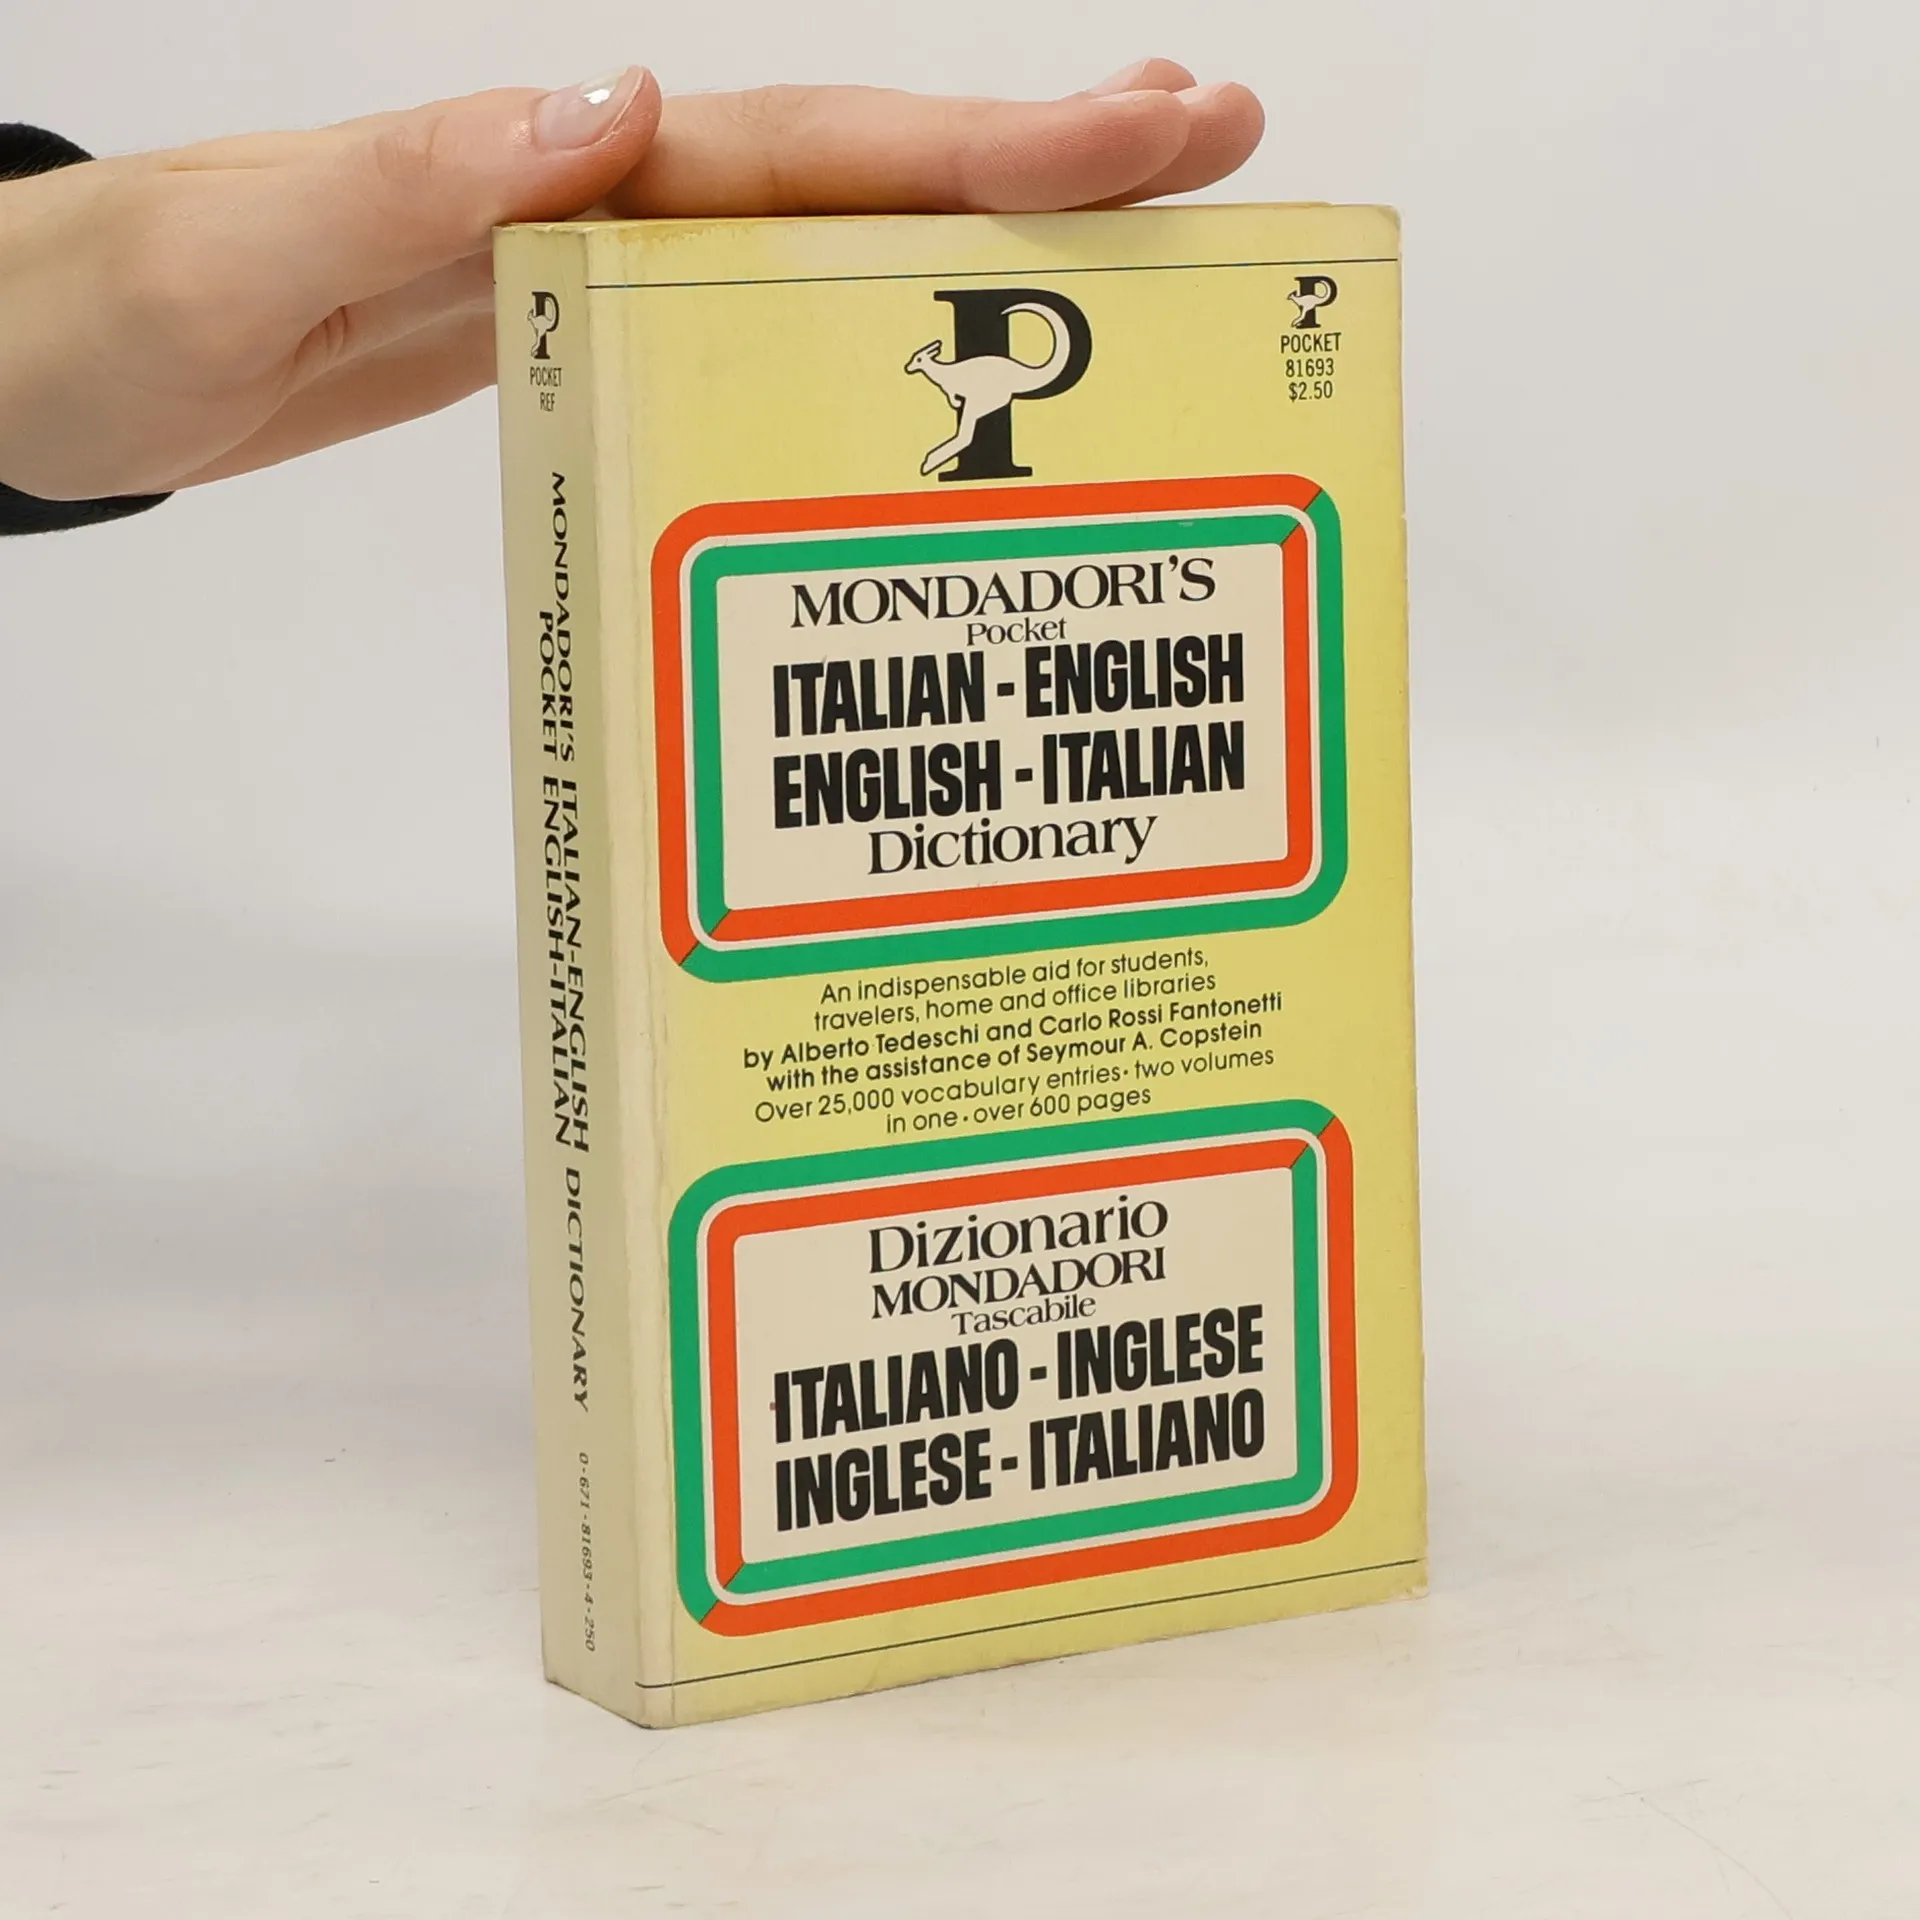 POCKET
REF
MONDADORI'S ITALIAN-ENGLISH
POCKET ENGLISH-ITALIAN DICTIONARY
0-671-81693-4-250
P
POCKET
81693
$2.50
MONDADORI'S
Pocket
ITALIAN - ENGLISH
ENGLISH - ITALIAN
Dictionary
An indispensable aid for students,
travelers, home and office libraries
by Alberto Tedeschi and Carlo Rossi Fantonetti
with the assistance of Seymour A. Copstein
Over 25,000 vocabulary entries • two volumes
in one • over 600 pages
Dizionario
MONDADORI
Tascabile
ITALIANO - INGLESE
INGLESE - ITALIANO